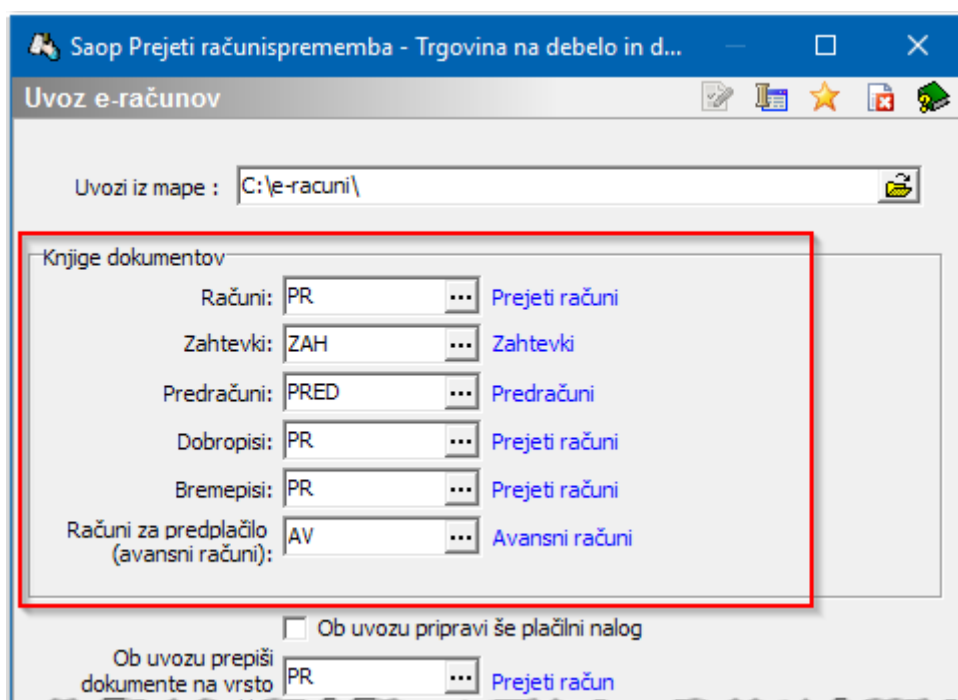 Saop Prejeti računisprememba - Trgovina na debelo in d...
Uvoz e-računov
Uvozi iz mape : C:\e-racuni\
Knjige dokumentov
Računi: PR ... Prejeti računi
Zahtevki: ZAH ... Zahtevki
Predračuni: PRED ... Predračuni
Dobropisi: PR ... Prejeti računi
Bremepisi: PR ... Prejeti računi
Računi za predplačilo
(avansni računi): AV ... Avansni računi
Ob uvozu pripravi še plačilni nalog
Ob uvozu prepiši
dokumente na vrsto PR ... Prejeti račun